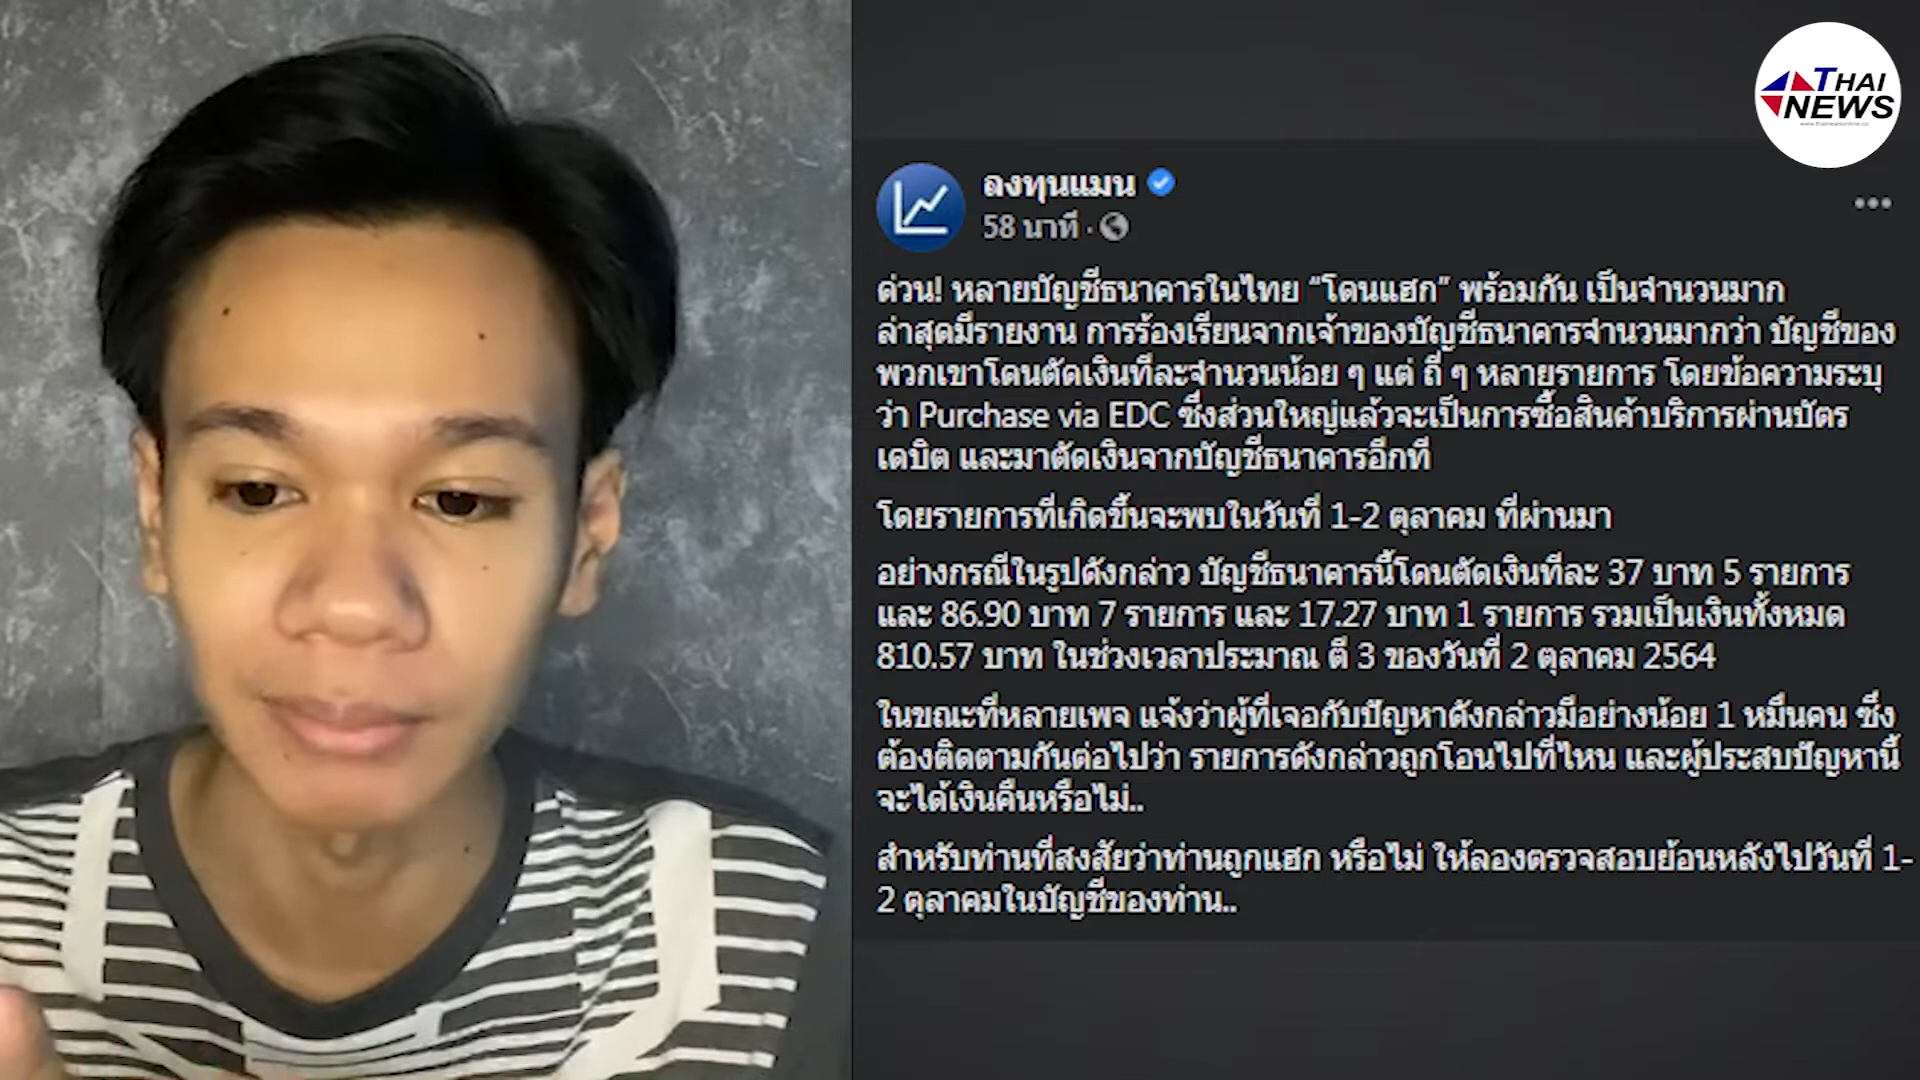 THAI
NEWS
ลงทุนแมน
58 นาที ·
ด่วน! หลายบัญชีธนาคารในไทย “โดนแฮก” พร้อมกัน เป็นจำนวนมาก
ล่าสุดมีรายงาน การร้องเรียนจากเจ้าของบัญชีธนาคารจำนวนมากว่า บัญชีของ
พวกเขาโดนตัดเงินทีละจำนวนน้อย ๆ แต่ ถี่ ๆ หลายรายการ โดยข้อความระบุ
ว่า Purchase via EDC ซึ่งส่วนใหญ่แล้วจะเป็นการซื้อสินค้าบริการผ่านบัตร
เดบิต และมาตัดเงินจากบัญชีธนาคารอีกที
โดยรายการที่เกิดขึ้นจะพบในวันที่ 1-2 ตุลาคม ที่ผ่านมา
อย่างกรณีในรูปดังกล่าว บัญชีธนาคารนี้โดนตัดเงินทีละ 37 บาท 5 รายการ
และ 86.90 บาท 7 รายการ และ 17.27 บาท 1 รายการ รวมเป็นเงินทั้งหมด
810.57 บาท ในช่วงเวลาประมาณ ตี 3 ของวันที่ 2 ตุลาคม 2564
ในขณะที่หลายเพจ แจ้งว่าผู้ที่เจอกับปัญหาดังกล่าวมีอย่างน้อย 1 หมื่นคน ซึ่ง
ต้องติดตามกันต่อไปว่า รายการดังกล่าวถูกโอนไปที่ไหน และผู้ประสบปัญหานี้
จะได้เงินคืนหรือไม่..
สำหรับท่านที่สงสัยว่าท่านถูกแฮก หรือไม่ ให้ลองตรวจสอบย้อนหลังไปวันที่ 1-
2 ตุลาคมในบัญชีของท่าน..